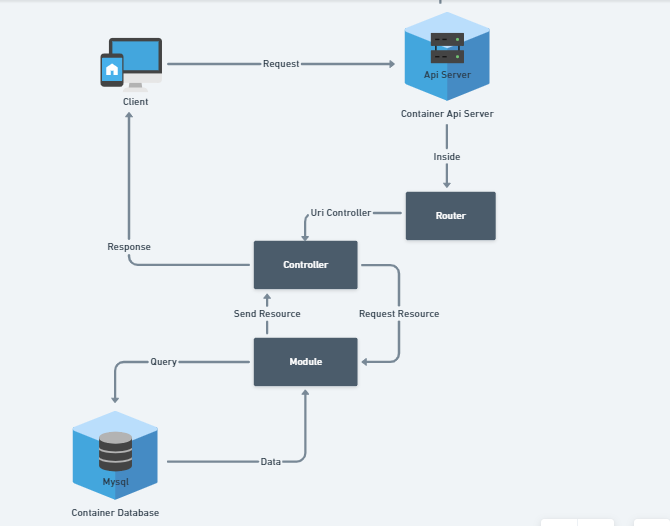 Request
Api Server
Client
Container Api Server
Inside
Uri Controller
Router
Response
Controller
Send Resource
Request Resource
Query
Module
Data
Mysql
Container Database